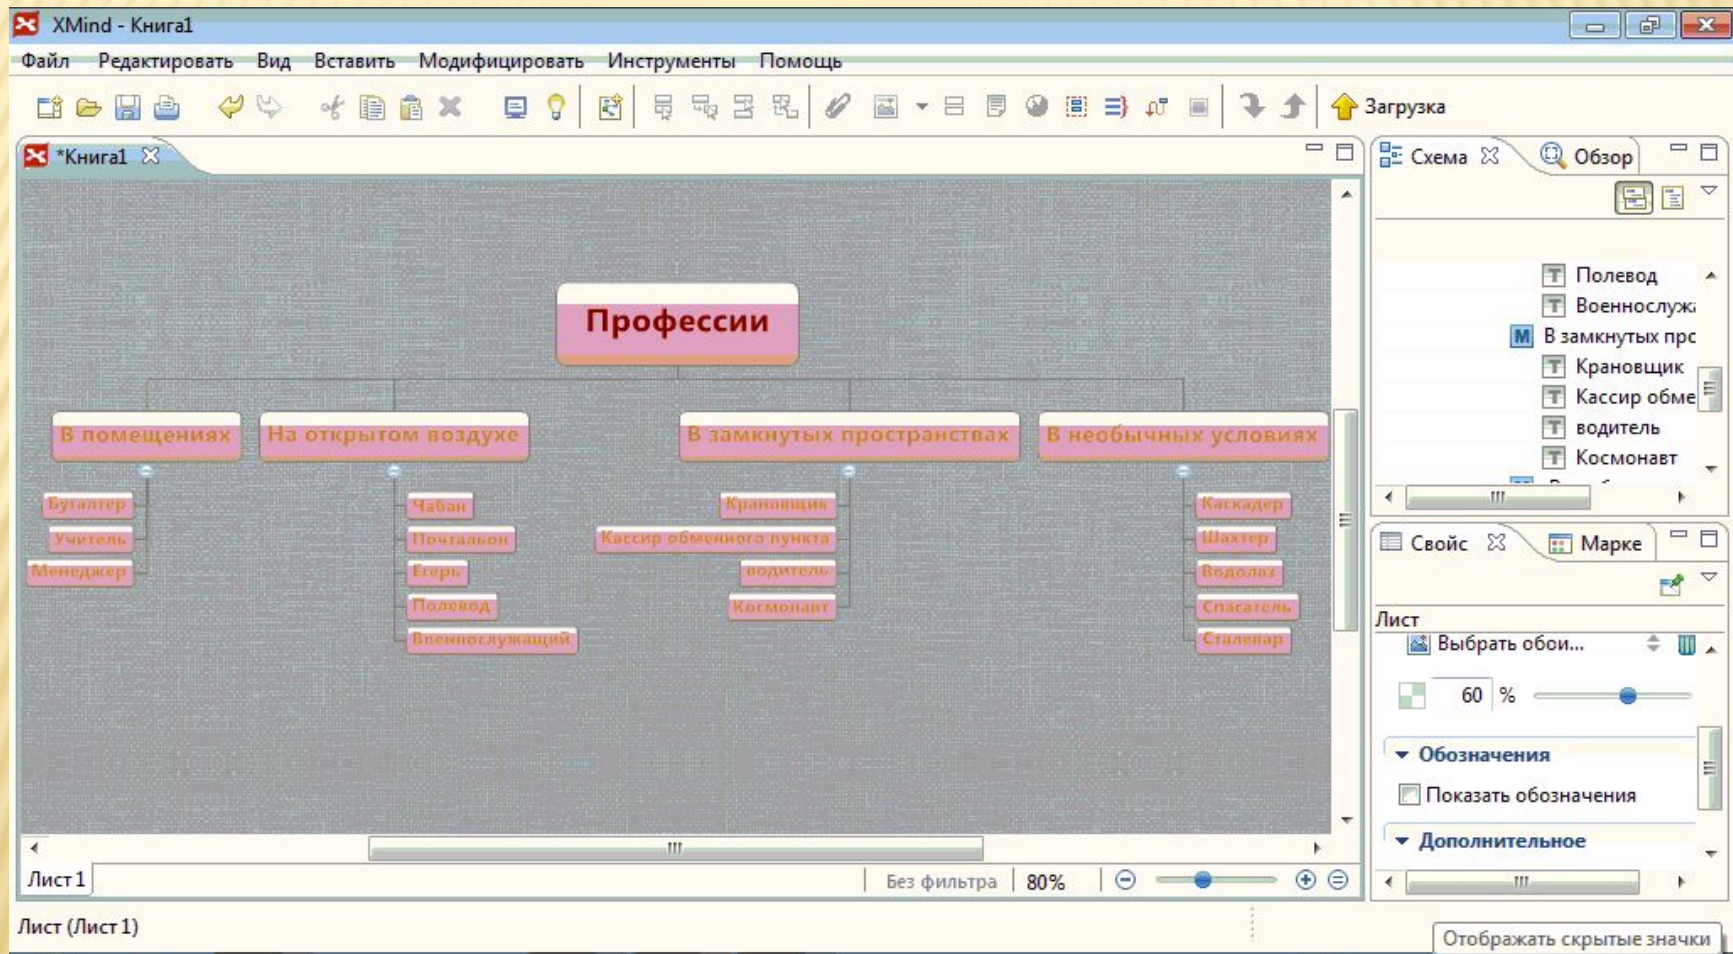 XMind - Книга1
Файл Редактировать Вид Вставить Модифицировать Инструменты Помощь
Загрузка
*Книга1
Профессии
В помещениях
Бугалтер
Учитель
Менеджер
На открытом воздухе
Чабан
Почтальон
Егерь
Полевод
Военнослужащий
В замкнутых пространствах
Крановщик
Кассир обменного пункта
водитель
Космонавт
В необычных условиях
Каскадер
Шахтер
Водолаз
Спасатель
Сталевар
Лист 1
Без фильтра 80%
Лист (Лист 1)
Схема Обзор
Полевод
Военнослужа
В замкнутых прс
Крановщик
Кассир обме
водитель
Космонавт
Свойс Марке
Лист
Выбрать обои...
60 %
Обозначения
Показать обозначения
Дополнительное
Отображать скрытые значки